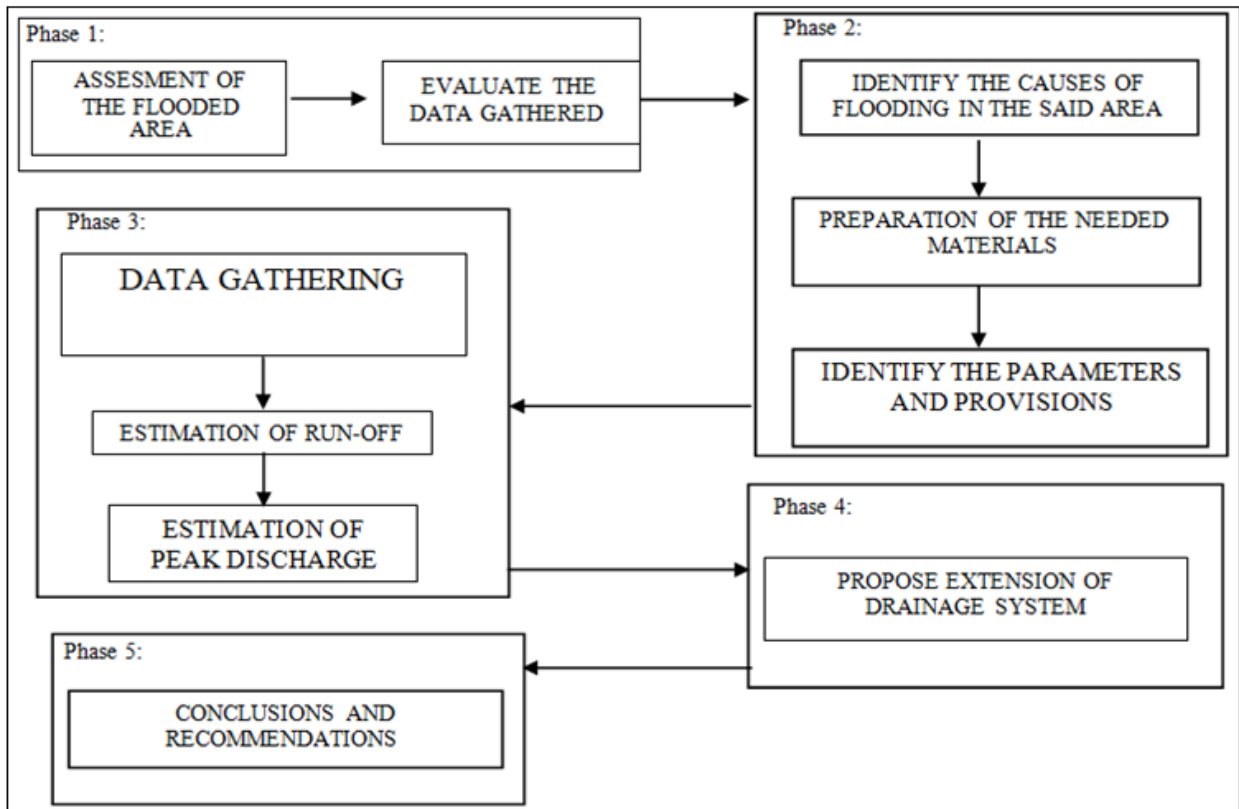 Phase 1:
ASSESMENT OF
THE FLOODED
AREA
EVALUATE THE
DATA GATHERED
Phase 2:
IDENTIFY THE CAUSES OF
FLOODING IN THE SAID AREA
PREPARATION OF THE NEEDED
MATERIALS
IDENTIFY THE PARAMETERS
AND PROVISIONS
Phase 3:
DATA GATHERING
ESTIMATION OF RUN-OFF
ESTIMATION OF
PEAK DISCHARGE
Phase 4:
PROPOSE EXTENSION OF
DRAINAGE SYSTEM
Phase 5:
CONCLUSIONS AND
RECOMMENDATIONS